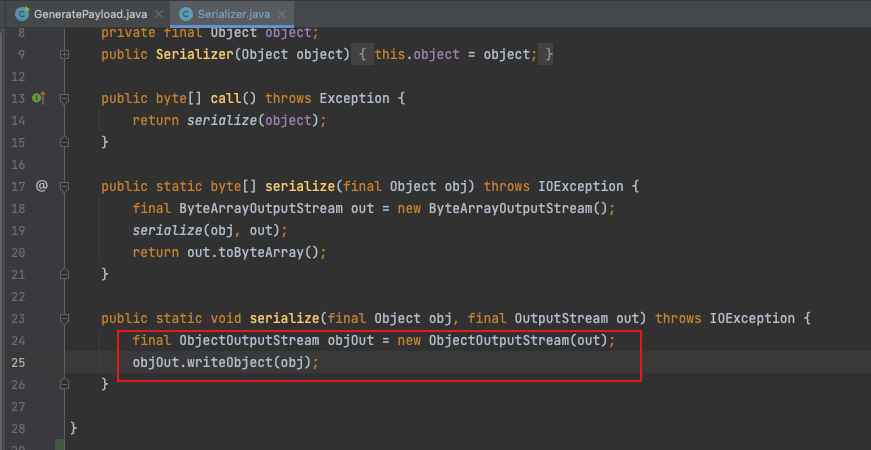 GeneratePayload.java
Serializer.java
8 private final Object object;
9 public Serializer(Object object) { this.object = object; }
12
13 public byte[] call() throws Exception {
14 return serialize(object);
15 }
16
17 @ public static byte[] serialize(final Object obj) throws IOException {
18 final ByteArrayOutputStream out = new ByteArrayOutputStream();
19 serialize(obj, out);
20 return out.toByteArray();
21 }
22
23 public static void serialize(final Object obj, final OutputStream out) throws IOException {
24 final ObjectOutputStream objOut = new ObjectOutputStream(out);
25 objOut.writeObject(obj);
26 }
27
28 }